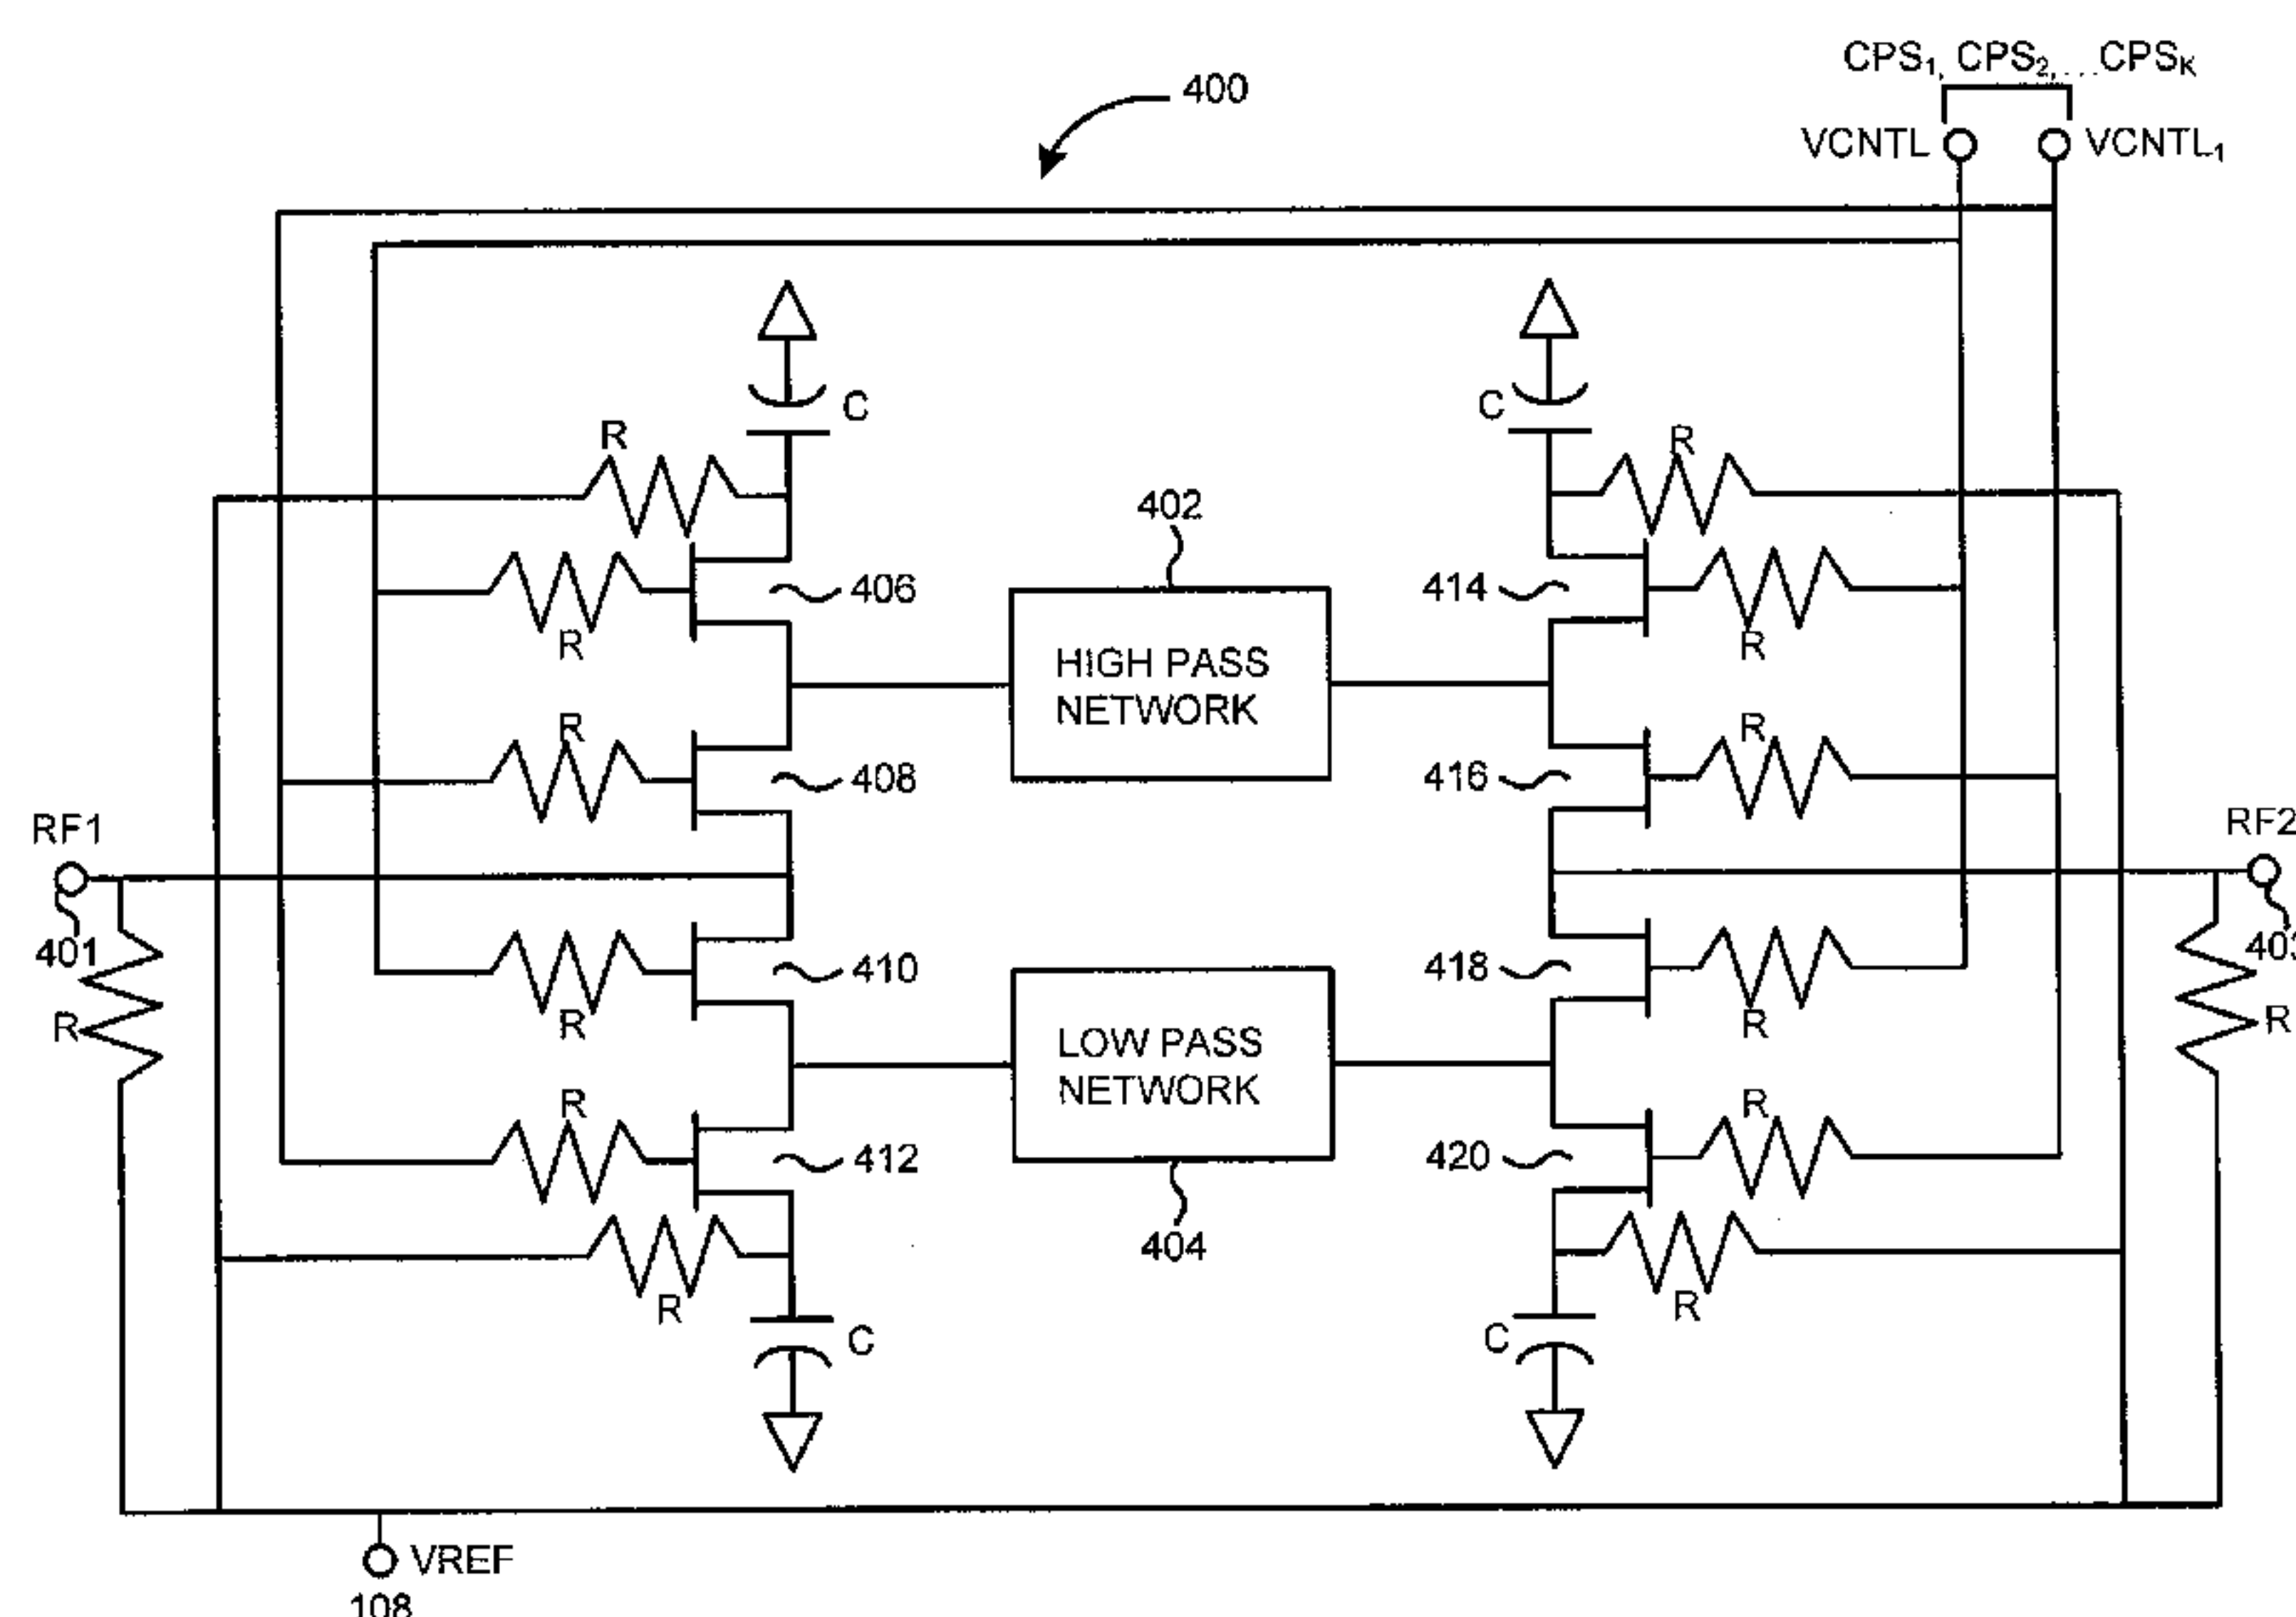 CPS1, CPS2, ...CPSK
400
VCNTL VCNTL1
C C
R R
402
406 414
R R
HIGH PASS
NETWORK
R R
408 416
RF1 RF2
401 403
410 418
R R
R R
LOW PASS
NETWORK
R R
412 420
404
R R
C C
VREF
108